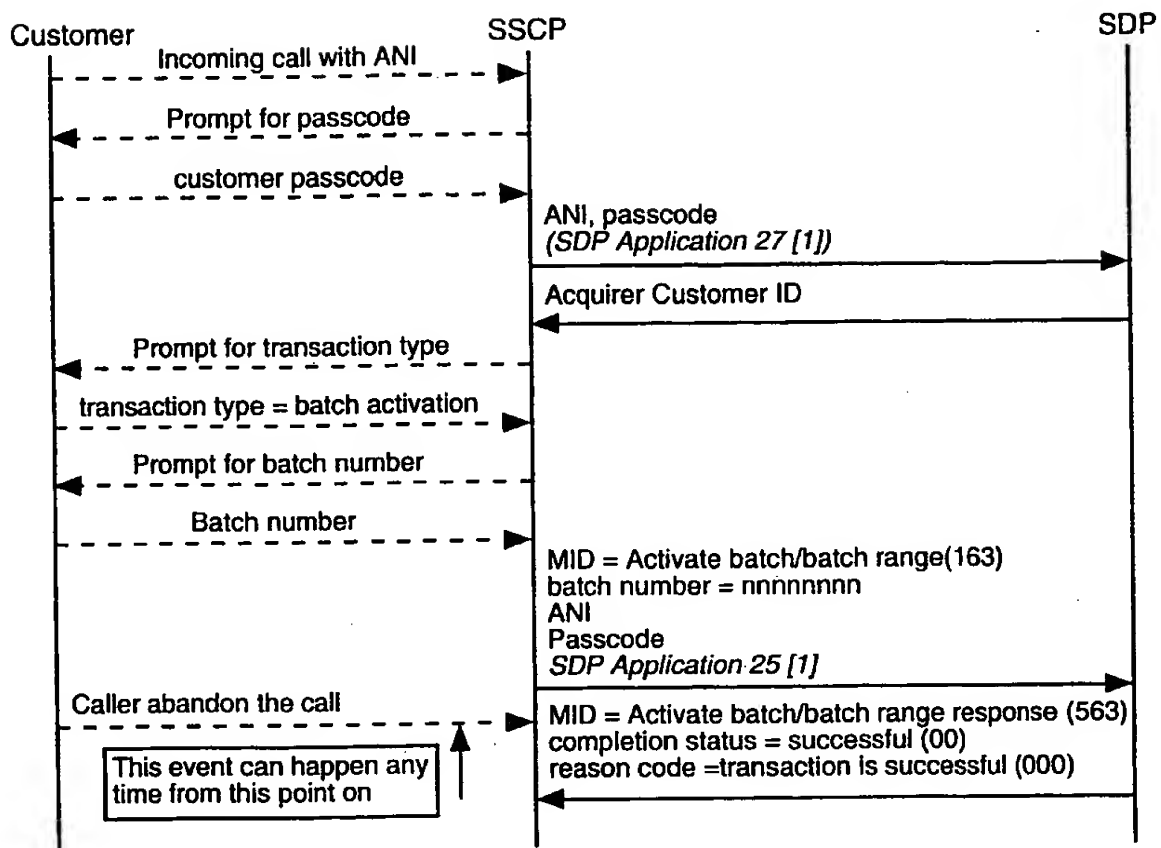 Customer
SSCP
SDP
Incoming call with ANI
Prompt for passcode
customer passcode
ANI, passcode
(SDP Application 27 [1])
Acquirer Customer ID
Prompt for transaction type
transaction type = batch activation
Prompt for batch number
Batch number
MID = Activate batch/batch range(163)
batch number = nnnnnnnnn
ANI
Passcode
SDP Application 25 [1]
Caller abandon the call
This event can happen any
time from this point on
MID = Activate batch/batch range response (563)
completion status = successful (00)
reason code =transaction is successful (000)